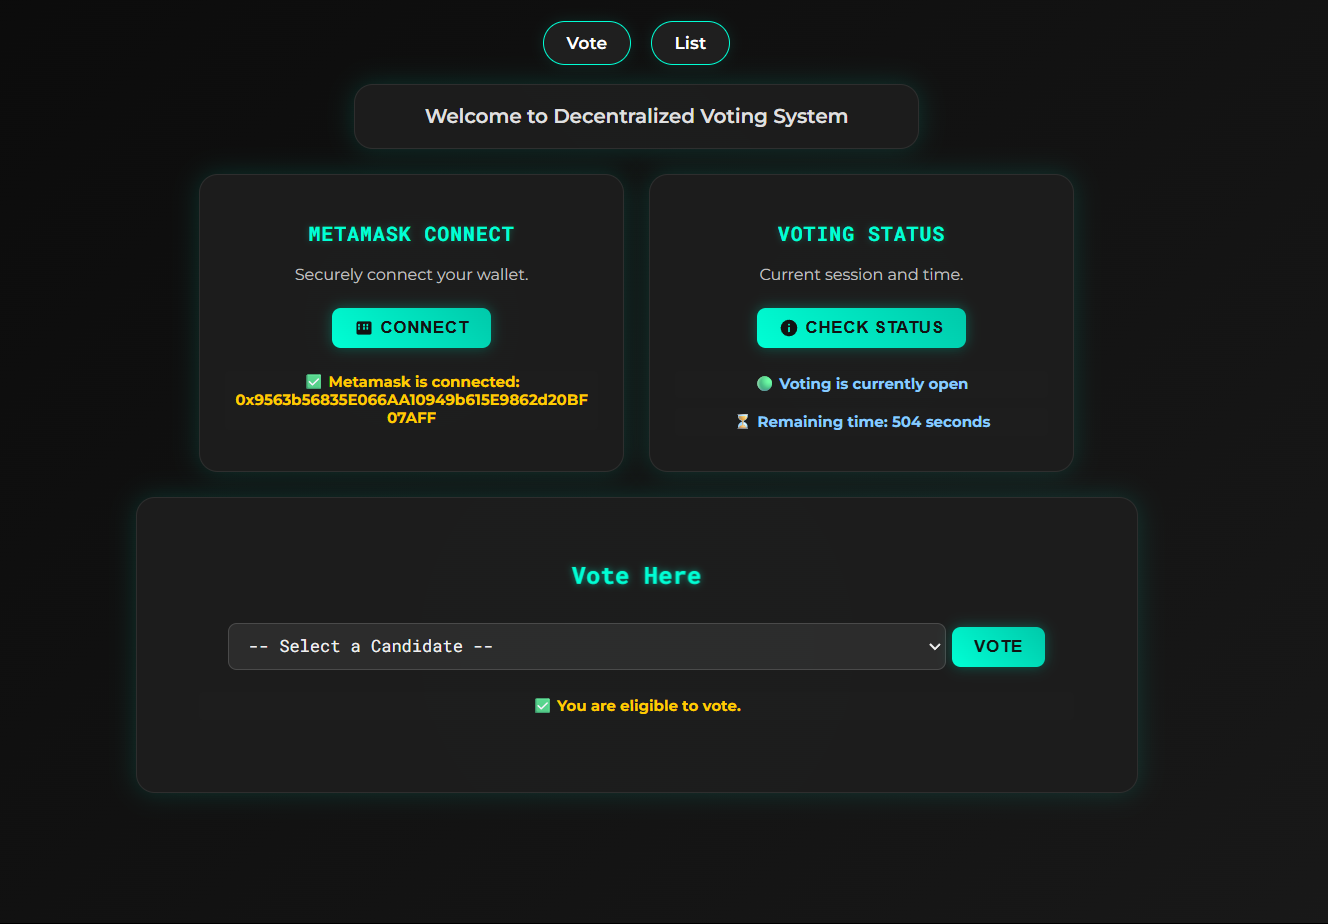 Vote
List
Welcome to Decentralized Voting System
METAMASK CONNECT
Securely connect your wallet.
CONNECT
✅ Metamask is connected:
0x9563b56835E066AA10949b615E9862d20BF
07AFF
VOTING STATUS
Current session and time.
CHECK STATUS
🟢 Voting is currently open
⏳ Remaining time: 504 seconds
Vote Here
-- Select a Candidate --
VOTE
✅ You are eligible to vote.